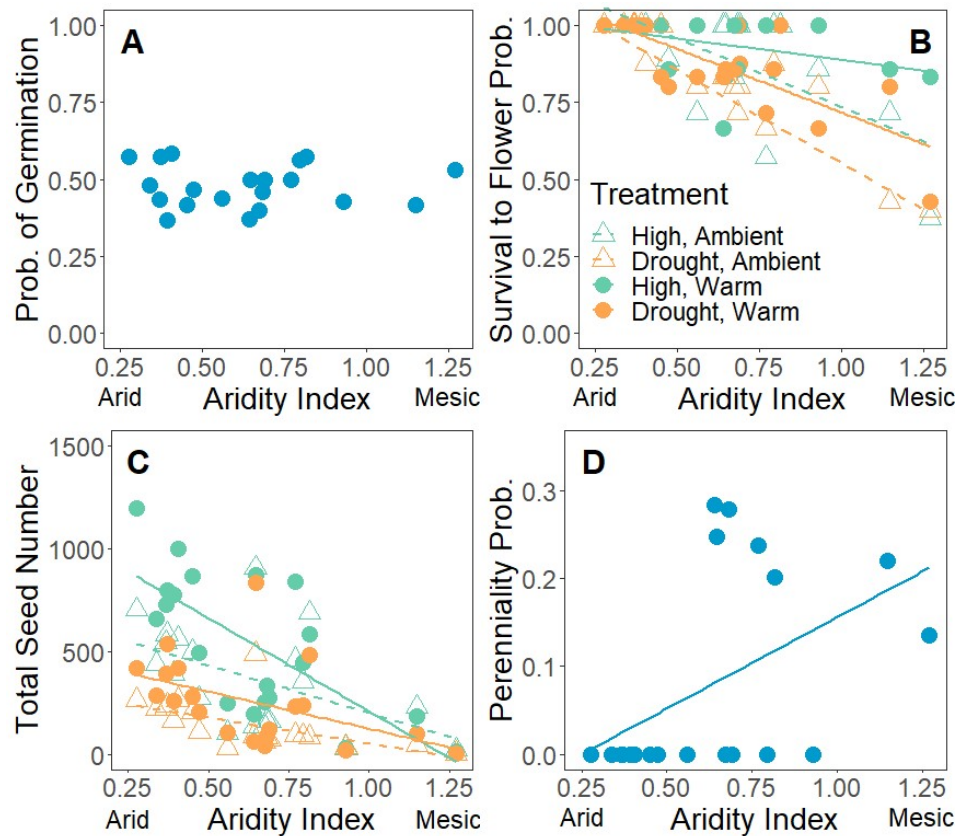 A
Prob. of Germination
1.00
0.75
0.50
0.25
0.00
0.25 0.50 0.75 1.00 1.25
Arid Aridity Index Mesic
B
Survival to Flower Prob.
1.00
0.75
0.50
0.25
0.00
Treatment
High, Ambient
Drought, Ambient
High, Warm
Drought, Warm
0.25 0.50 0.75 1.00 1.25
Arid Aridity Index Mesic
C
Total Seed Number
1500
1000
500
0
0.25 0.50 0.75 1.00 1.25
Arid Aridity Index Mesic
D
Perenniality Prob.
0.3
0.2
0.1
0.0
0.25 0.50 0.75 1.00 1.25
Arid Aridity Index Mesic